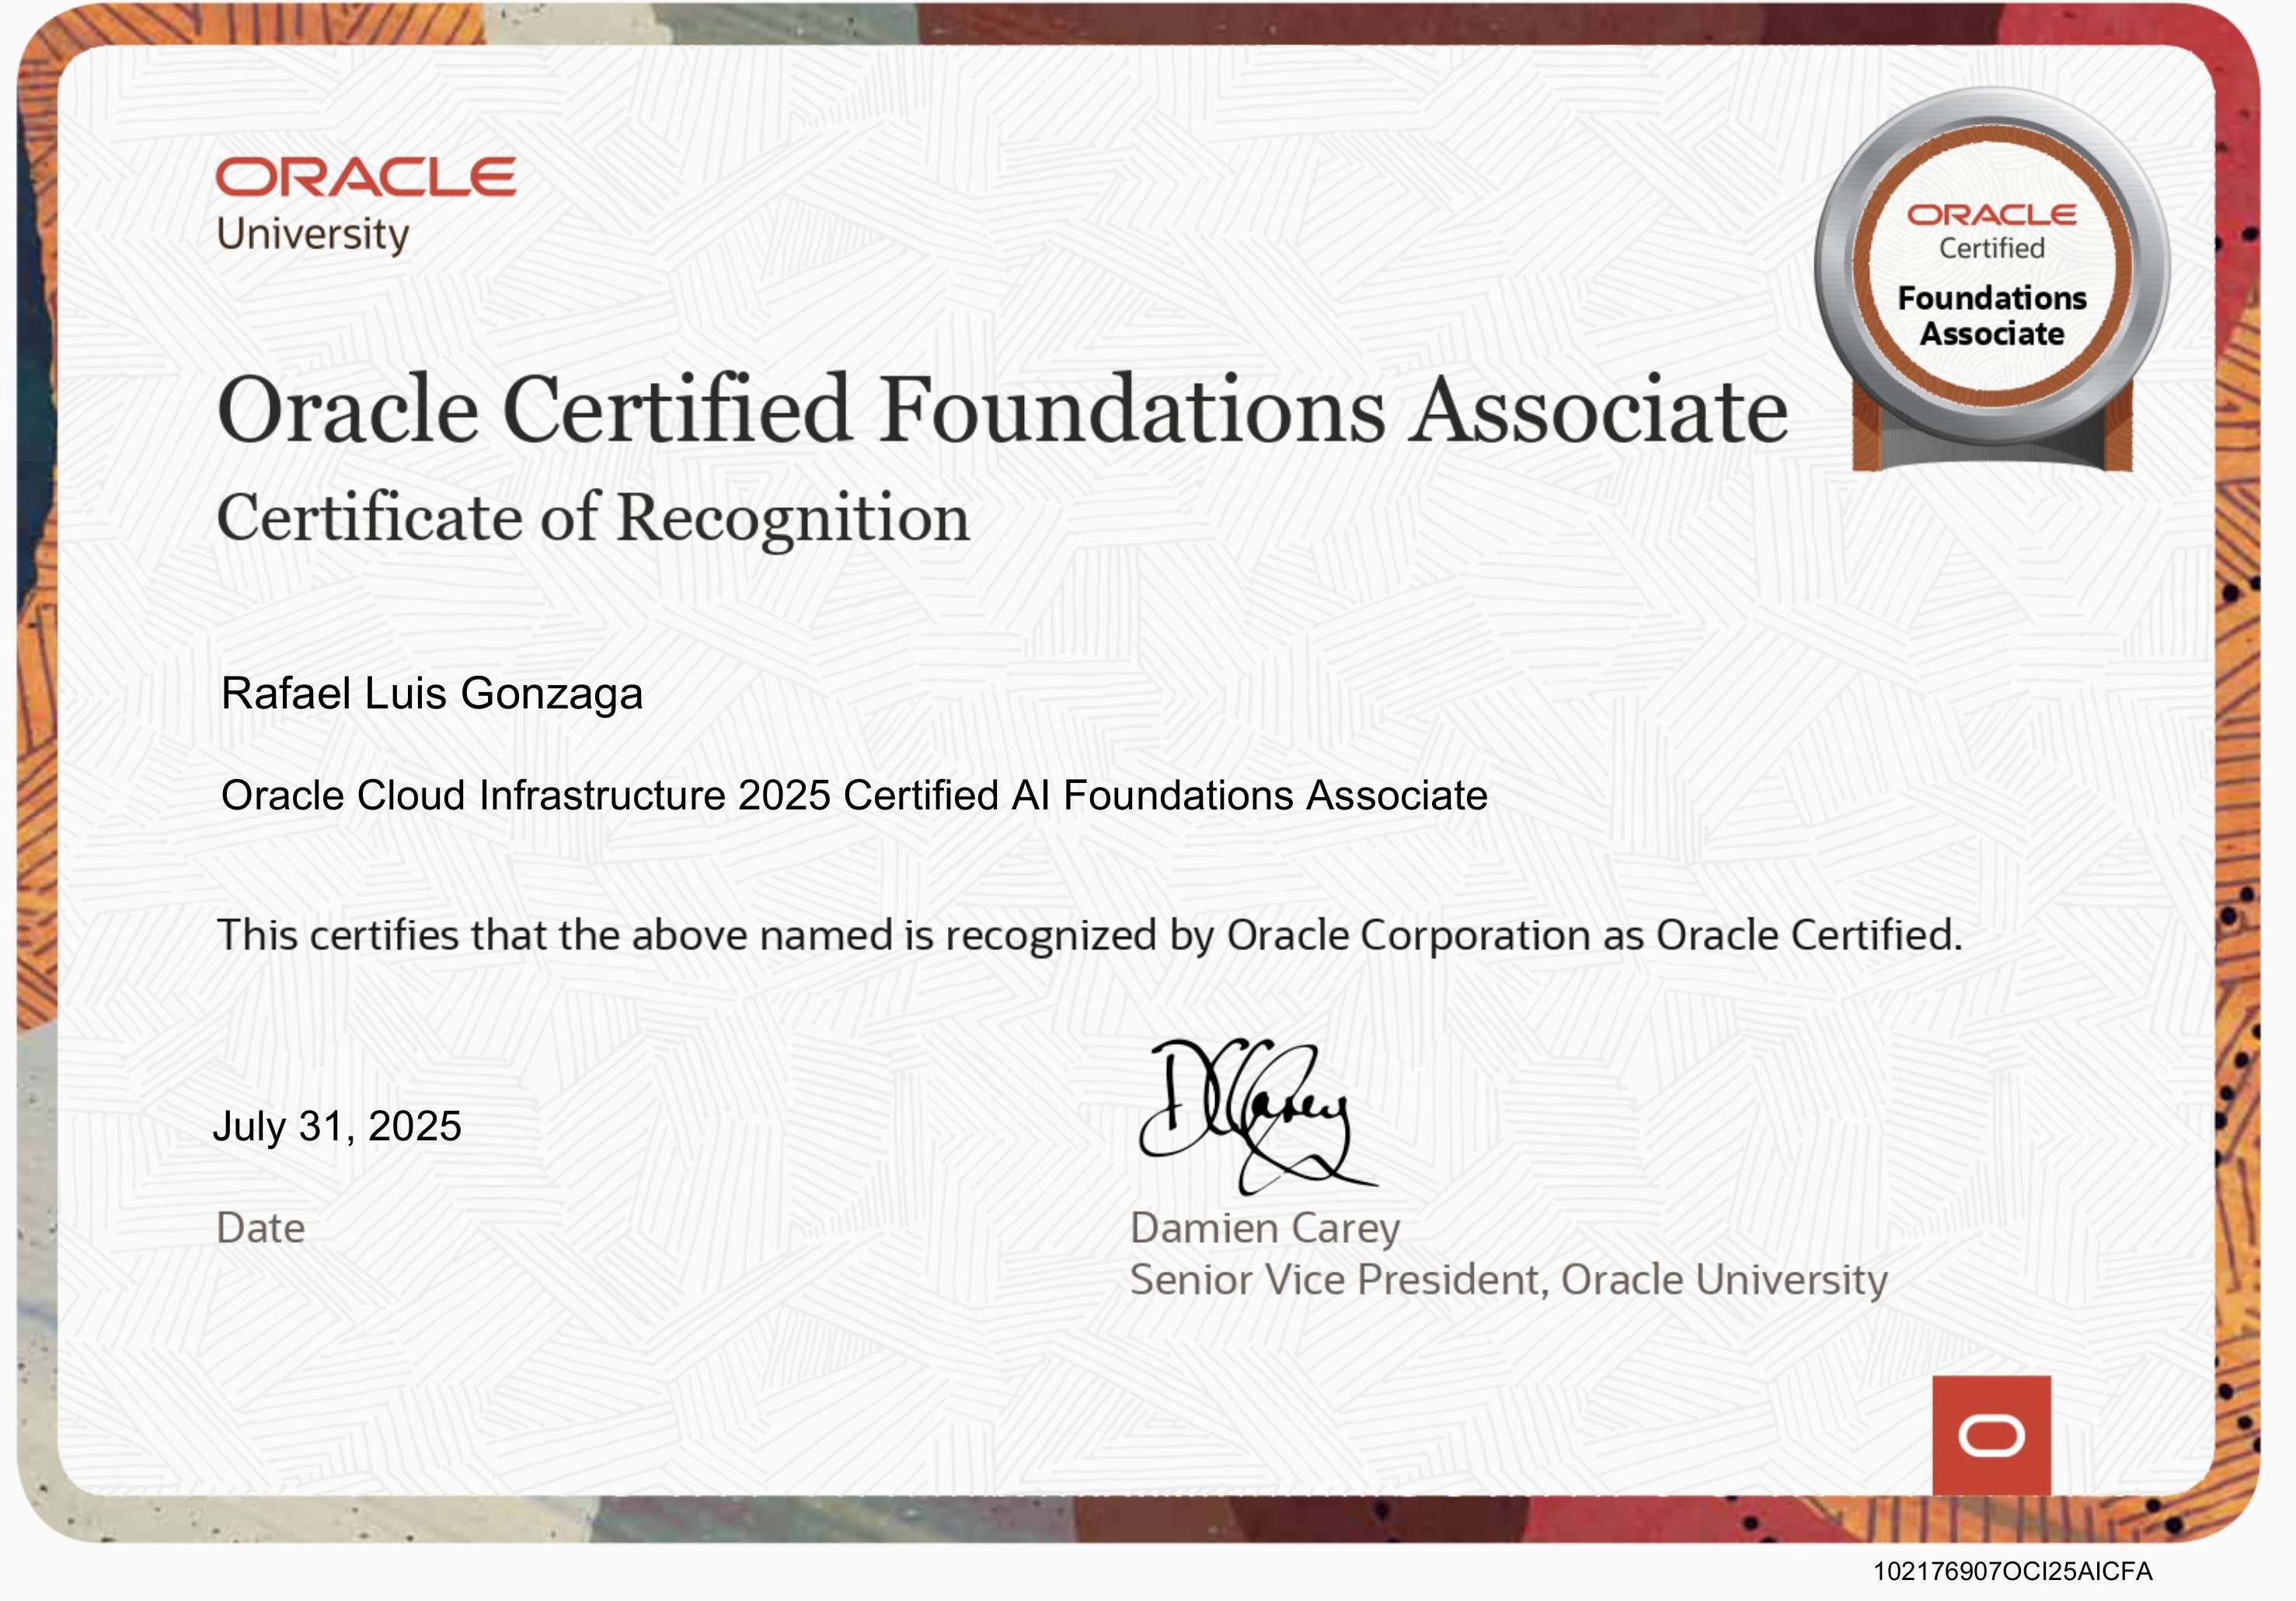 ORACLE
University
ORACLE
Certified
Foundations
Associate
Oracle Certified Foundations Associate
Certificate of Recognition
Rafael Luis Gonzaga
Oracle Cloud Infrastructure 2025 Certified AI Foundations Associate
This certifies that the above named is recognized by Oracle Corporation as Oracle Certified.
July 31, 2025
DCCarey
Date
Damien Carey
Senior Vice President, Oracle University
102176907OCI25AICFA